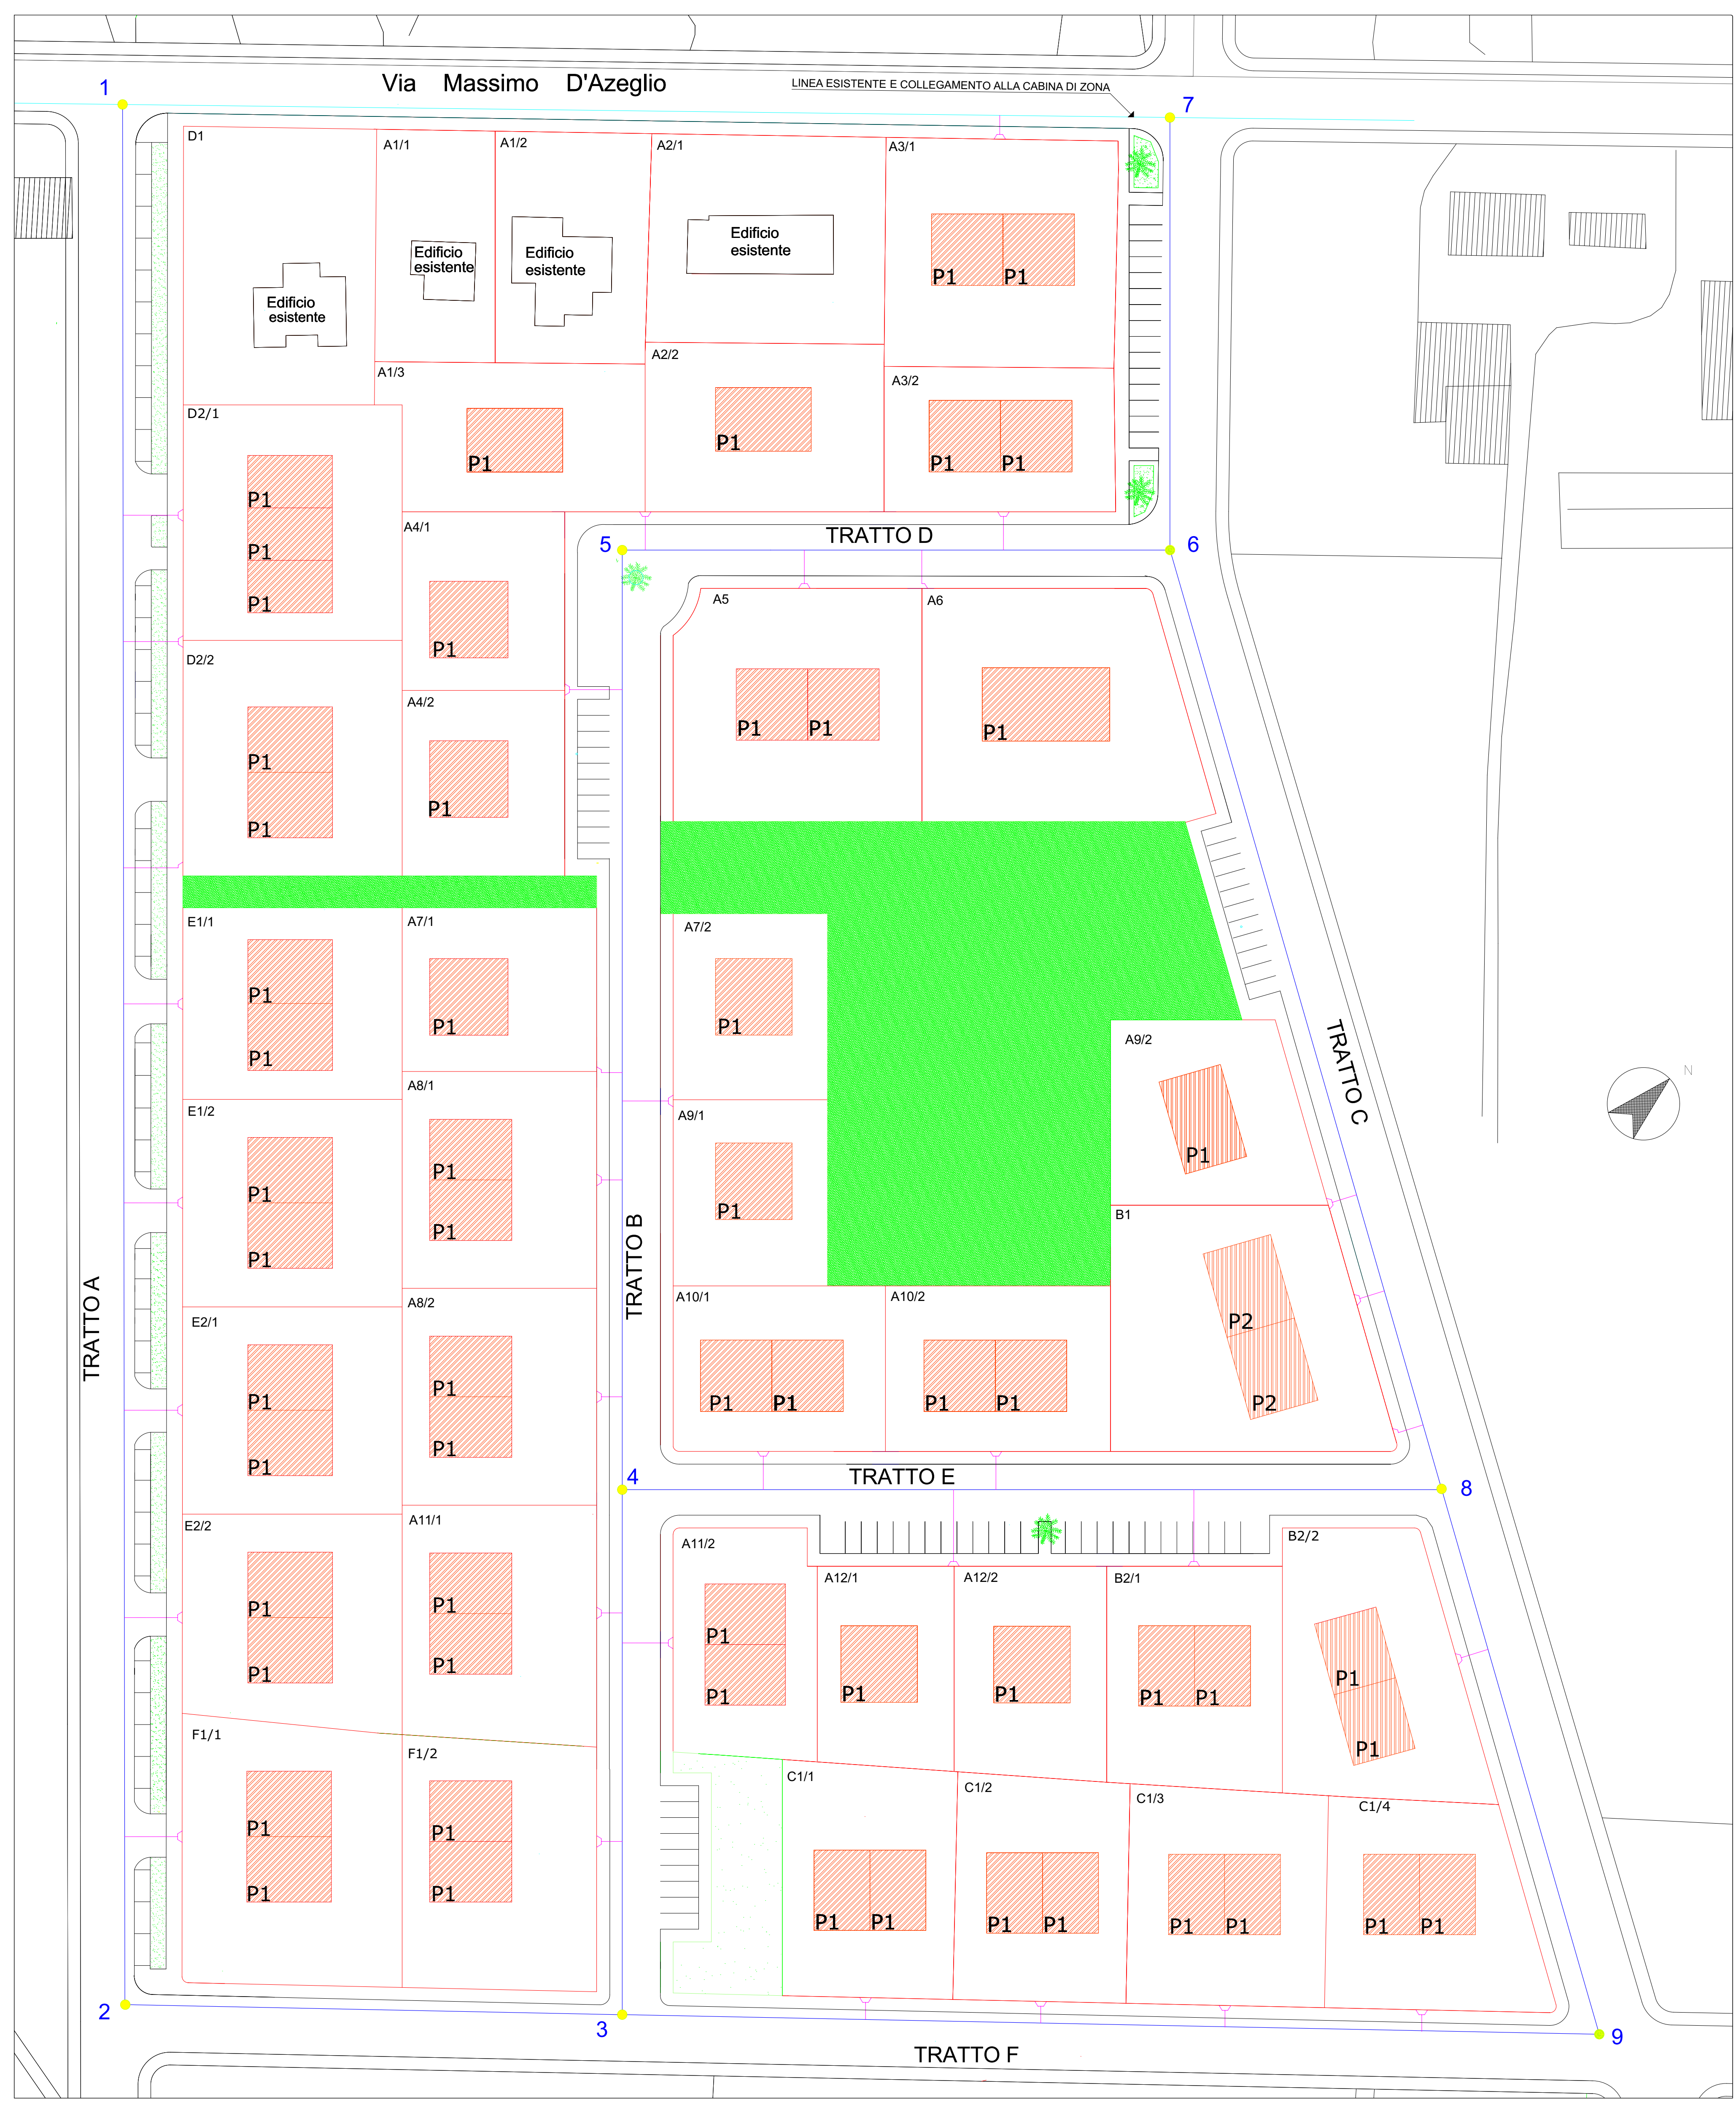 Via Massimo D'Azeglio
LINEA ESISTENTE E COLLEGAMENTO ALLA CABINA DI ZONA
1
7
D1
A1/1
A1/2
A2/1
A3/1
Edificio
esistente
Edificio
esistente
Edificio
esistente
Edificio
esistente
P1 P1
A1/3
A2/2
A3/2
D2/1
P1
P1
P1 P1
P1
P1
P1
A4/1
P1
TRATTO D
5
6
A5
A6
D2/2
P1
P1
A4/2
P1
P1 P1
P1
E1/1
P1
P1
A7/1
P1
A7/2
P1
A9/2
P1
TRATTO C
N
E1/2
P1
P1
A8/1
P1
P1
A9/1
P1
B1
P2
P2
TRATTO A
TRATTO B
E2/1
P1
P1
A8/2
P1
P1
A10/1
P1 P1
A10/2
P1 P1
4
TRATTO E
8
E2/2
P1
P1
A11/1
P1
P1
A11/2
P1
P1
A12/1
P1
A12/2
P1
B2/1
P1 P1
B2/2
P1
P1
F1/1
P1
P1
F1/2
P1
P1
C1/1
P1 P1
C1/2
P1 P1
C1/3
P1 P1
C1/4
P1 P1
2
3
9
TRATTO F